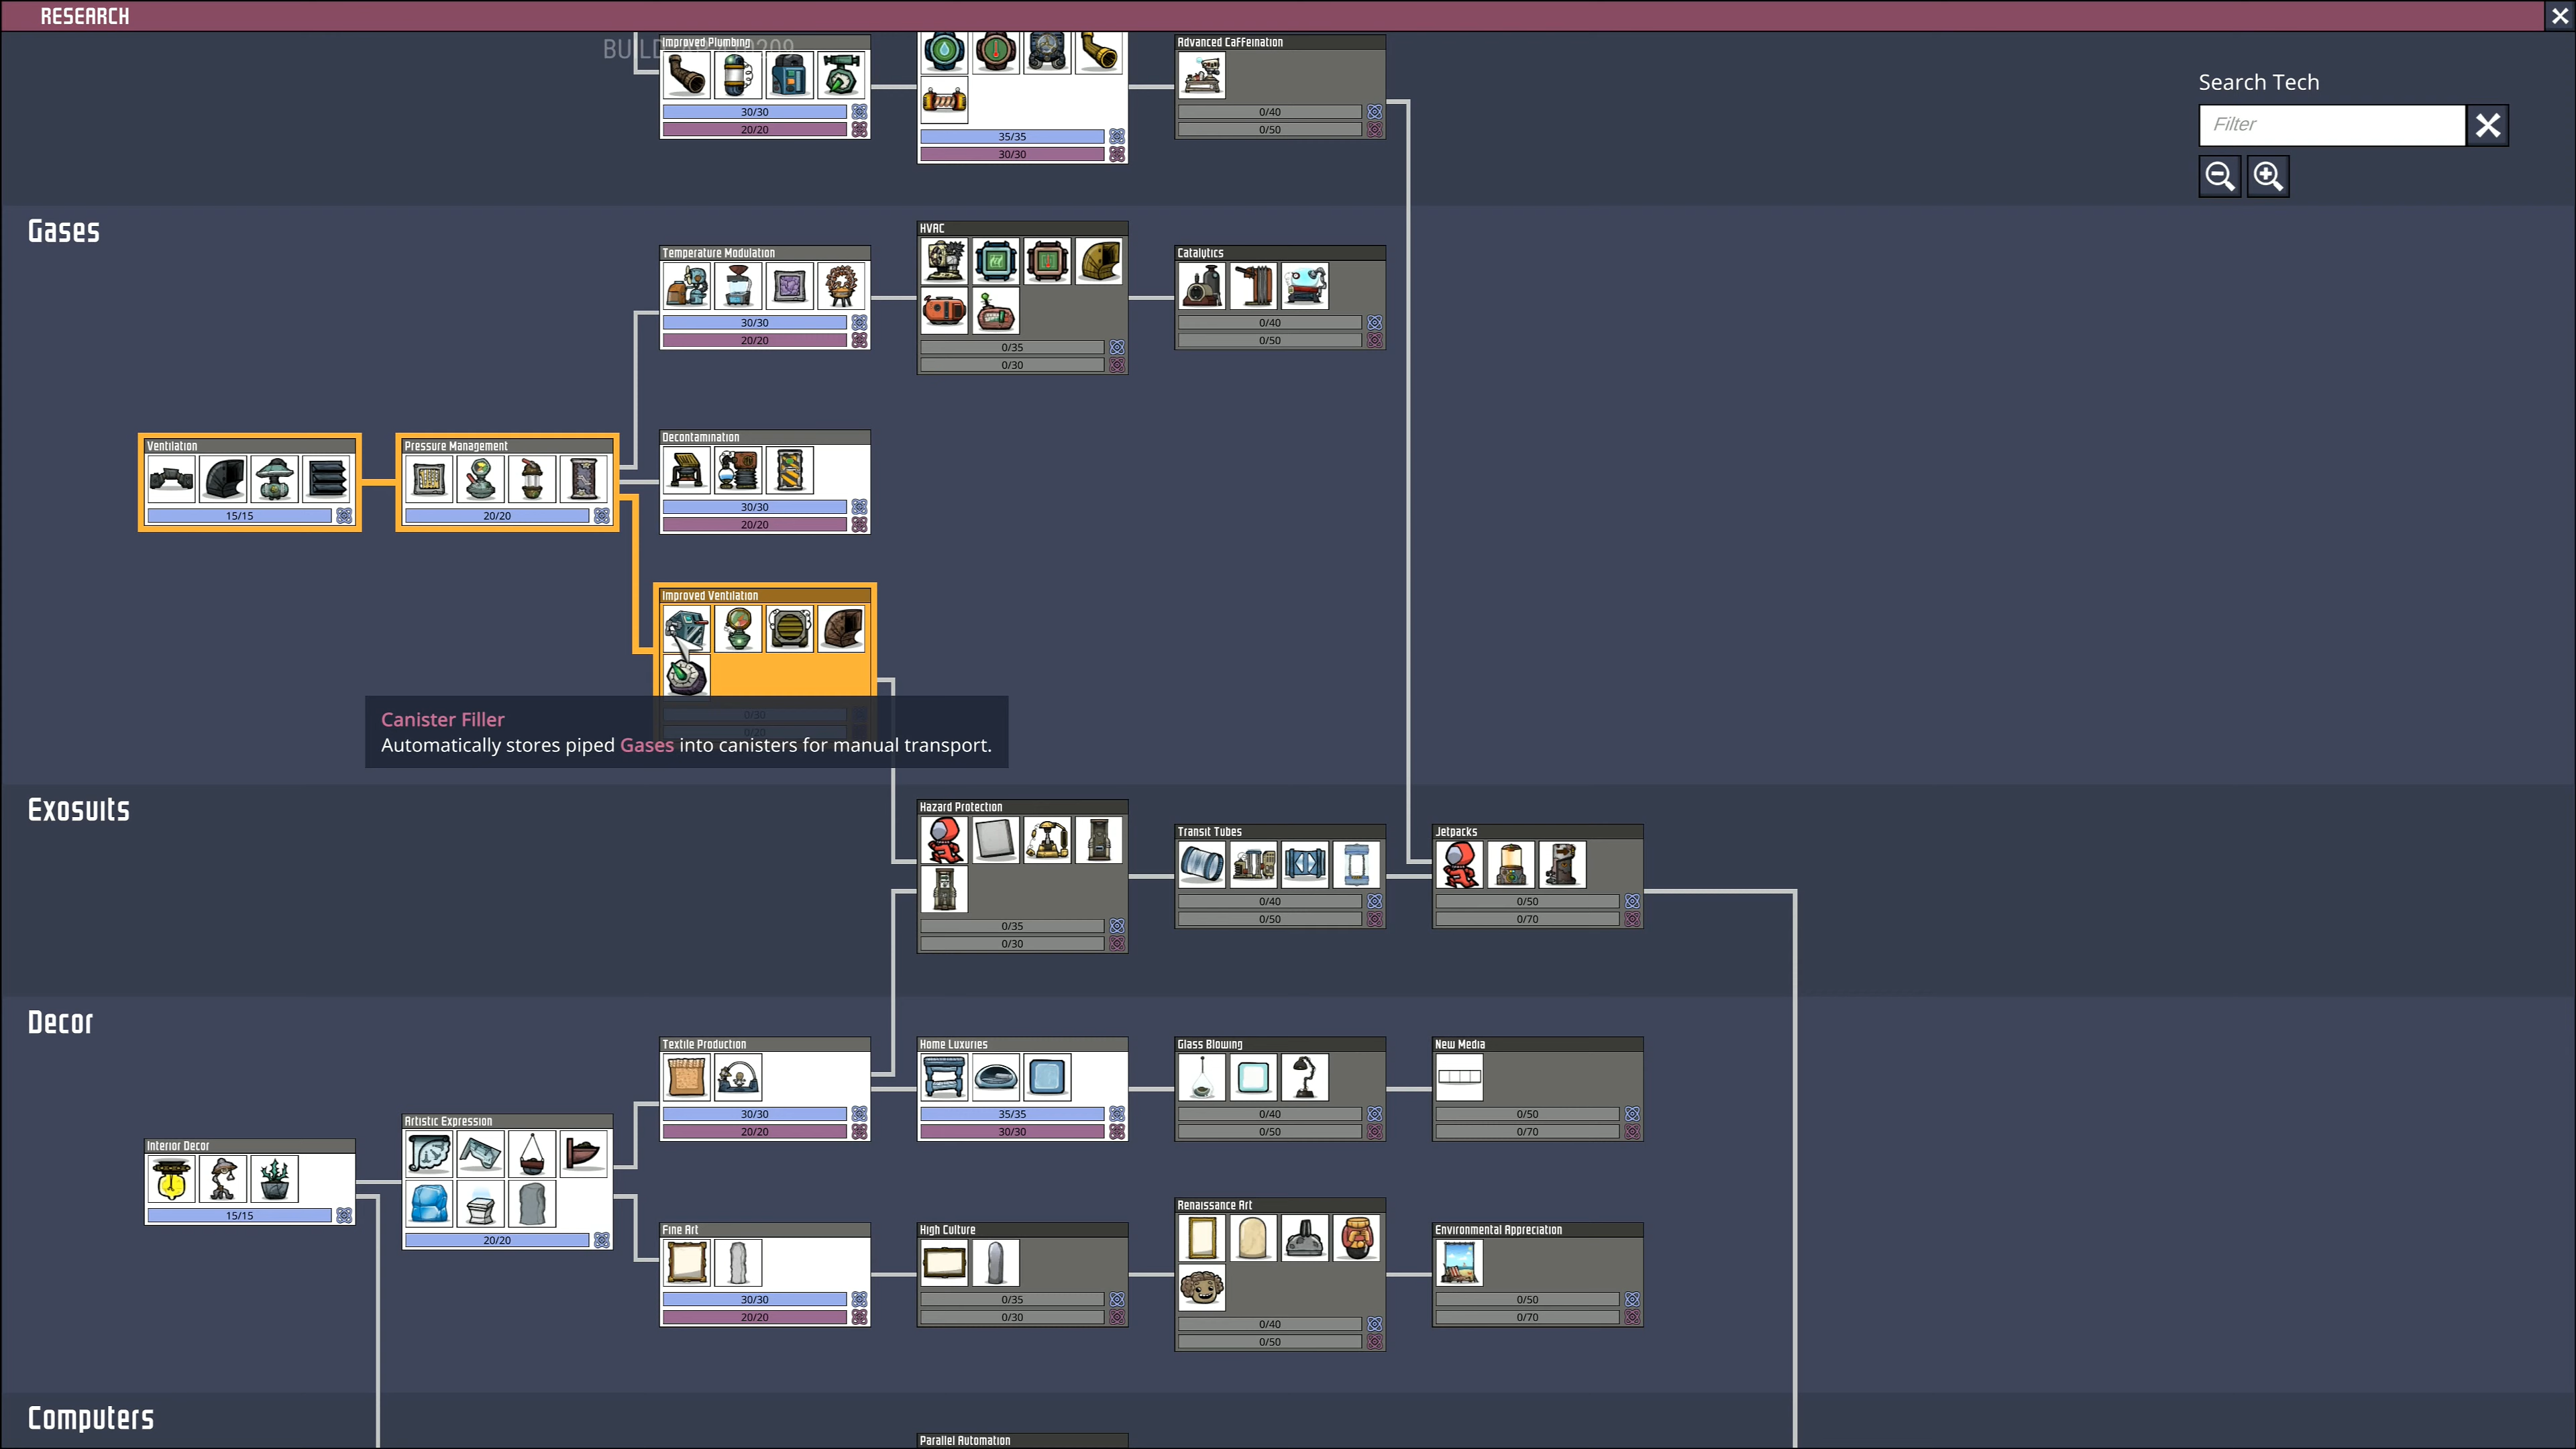 RESEARCH
Improved Plumbing
30/30
20/20
35/35
30/30
Advanced Caffeination
0/40
0/50
Search Tech
Filter
Gases
Temperature Modulation
30/30
20/20
HVAC
0/35
0/30
Catalytics
0/40
0/50
Ventilation
15/15
Pressure Management
20/20
Decontamination
30/30
20/20
Improved Ventilation
0/30
0/20
Canister Filler
Automatically stores piped Gases into canisters for manual transport.
Exosuits
Hazard Protection
0/35
0/30
Transit Tubes
0/40
0/50
Jetpacks
0/50
0/70
Decor
Interior Decor
15/15
Artistic Expression
20/20
Textile Production
30/30
20/20
Home Luxuries
35/35
30/30
Glass Blowing
0/40
0/50
New Media
0/50
0/70
Fine Art
30/30
20/20
High Culture
0/35
0/30
Renaissance Art
0/40
0/50
Environmental Appreciation
0/50
0/70
Computers
Parallel Automation